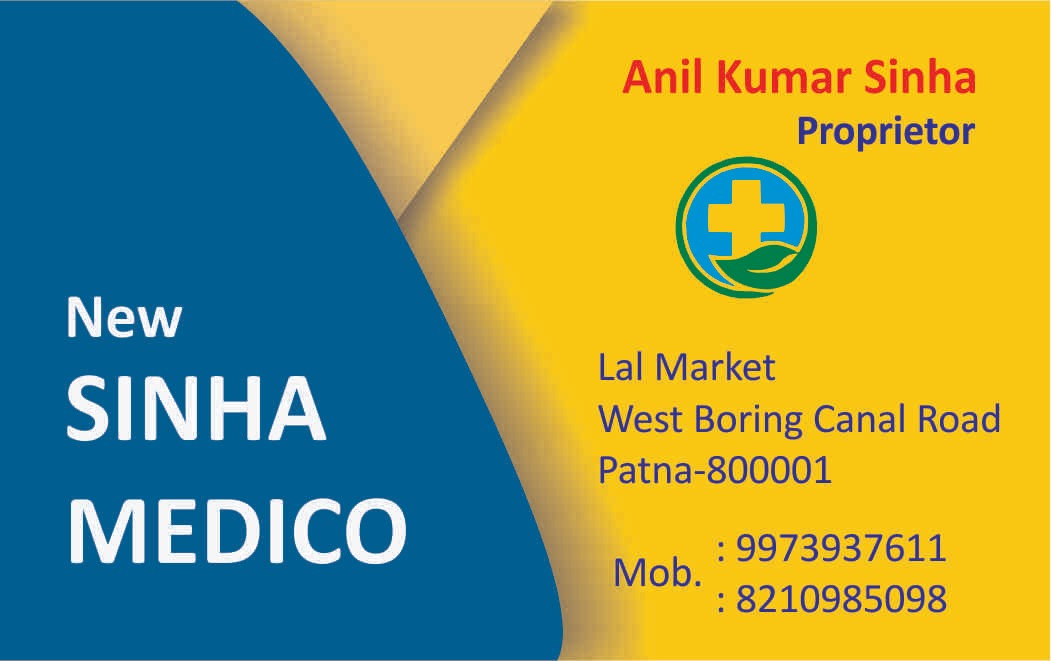 New
SINHA
MEDICO
Anil Kumar Sinha
Proprietor
Lal Market
West Boring Canal Road
Patna-800001
Mob. : 9973937611
: 8210985098